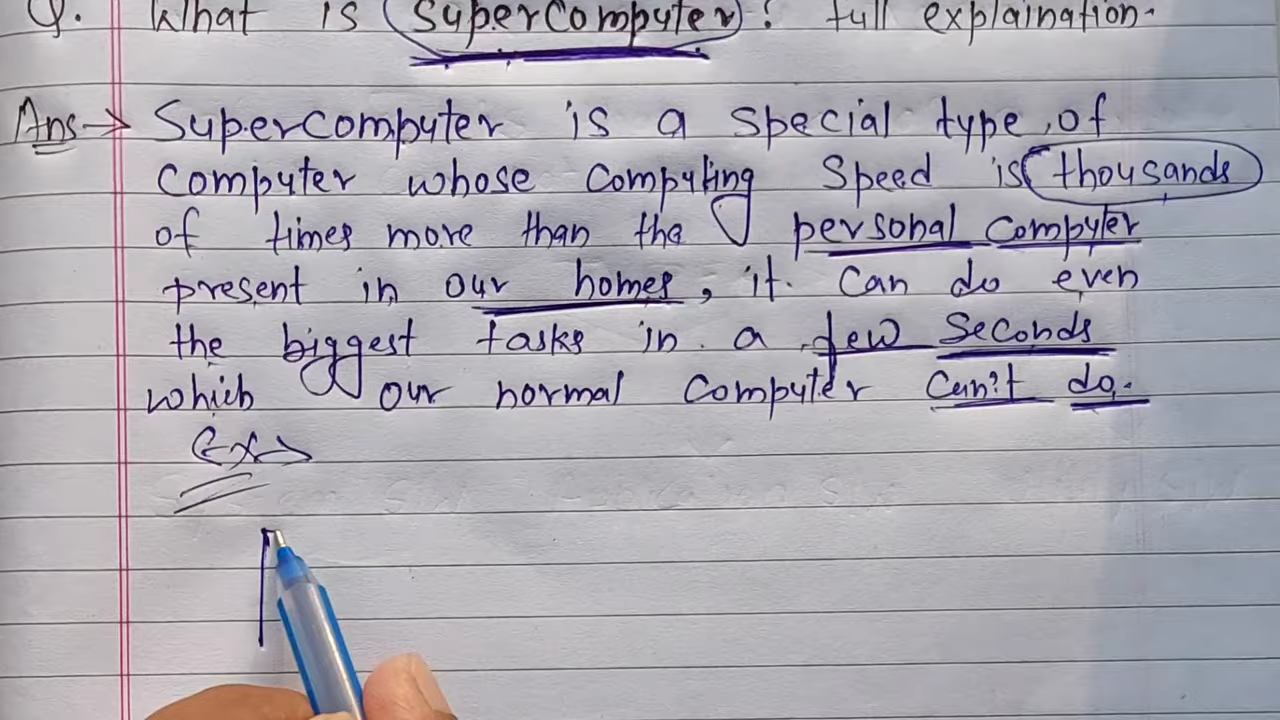 Q. What is Supercomputer? full explaination.
Ans→ Supercomputer is a special type of
computer whose computing Speed is thousands
of times more than the personal computer
present in our homes, it can do even
the biggest tasks in a few Seconds
which our normal computer can't do.
Ex→